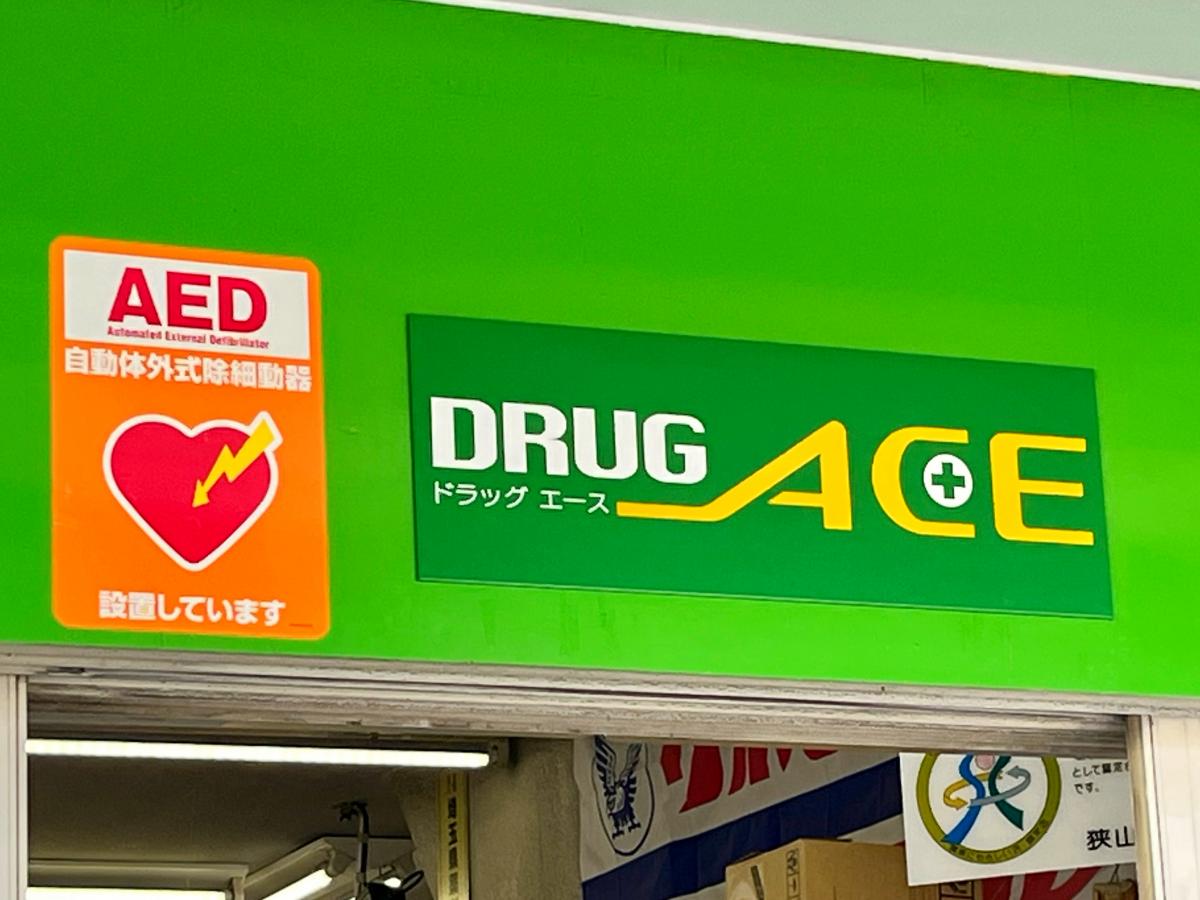 AED
Automated External Defibrillator
自動体外式除細動器
設置しています
DRUG ACE
ドラッグ エース
として
です。
狭山